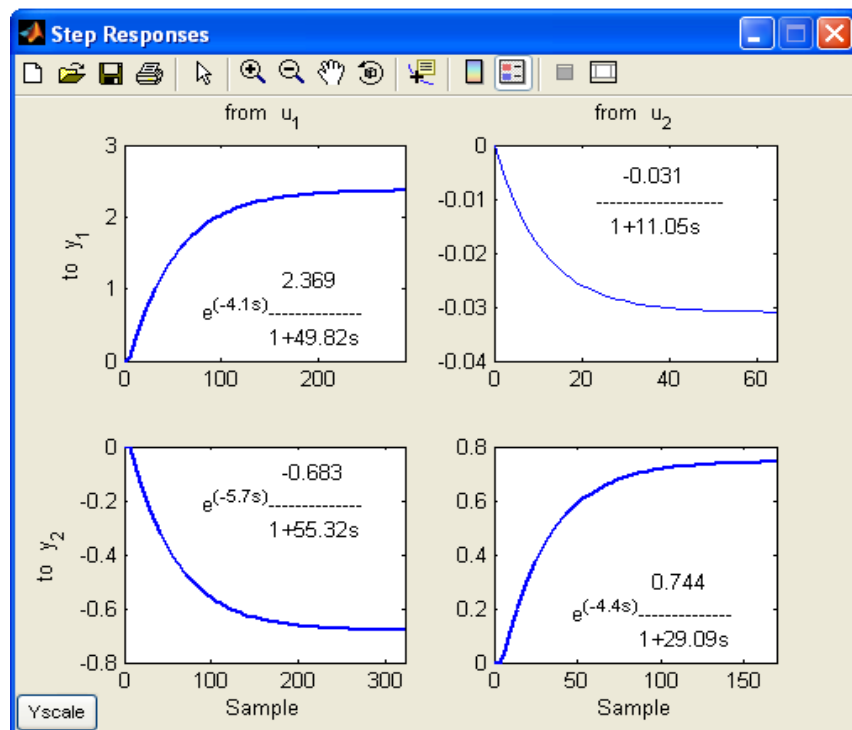 Step Responses
from u1
from u2
to y1
3
2
1
0
0
100
200
2.369
e(-4.1s)-------------
1+49.82s
0
-0.01
-0.02
-0.03
-0.04
0
20
40
60
-0.031
------------------
1+11.05s
to y2
0
-0.2
-0.4
-0.6
-0.8
0
100
200
300
Sample
-0.683
e(-5.7s)-------------
1+55.32s
0.8
0.6
0.4
0.2
0
0
50
100
150
Sample
0.744
e(-4.4s)-------------
1+29.09s
Yscale